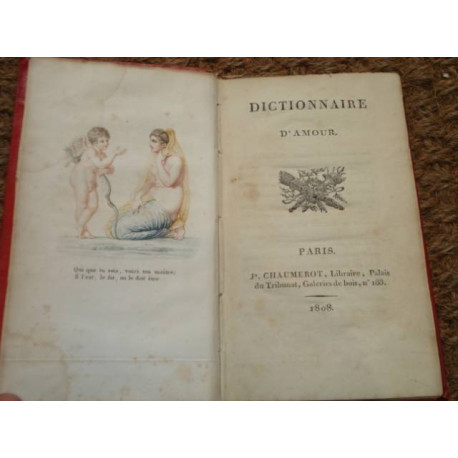 Qui que tu sois, voici ton maître;
Il l'est, le fut, ou le doit être
DICTIONNAIRE
D'AMOUR.
PARIS.
Jh. CHAUMEROT, Libraire, Palais
du Tribunat, Galeries de bois, n° 188.
1808.